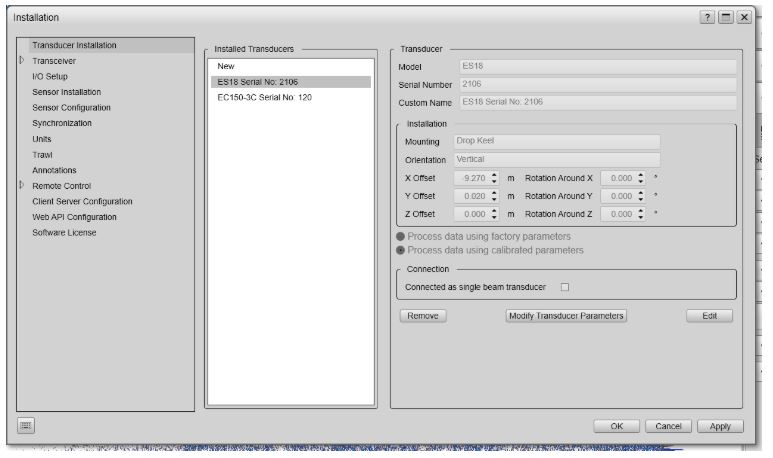 Installation
?
Transducer Installation
Transceiver
I/O Setup
Sensor Installation
Sensor Configuration
Synchronization
Units
Trawl
Annotations
Remote Control
Client Server Configuration
Web API Configuration
Software License
Installed Transducers
New
ES18 Serial No: 2106
EC150-3C Serial No: 120
Transducer
Model ES18
Serial Number 2106
Custom Name ES18 Serial No: 2106
Installation
Mounting Drop Keel
Orientation Vertical
X Offset -9.270 m Rotation Around X 0.000 °
Y Offset 0.020 m Rotation Around Y 0.000 °
Z Offset 0.000 m Rotation Around Z 0.000 °
Process data using factory parameters
Process data using calibrated parameters
Connection
Connected as single beam transducer
Remove Modify Transducer Parameters Edit
OK Cancel Apply